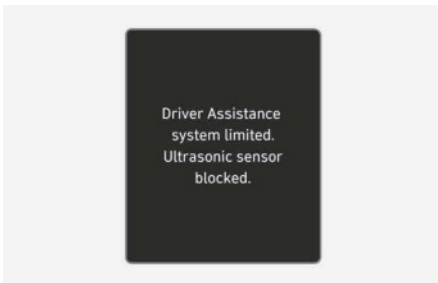 Driver Assistance
system limited.
Ultrasonic sensor
blocked.